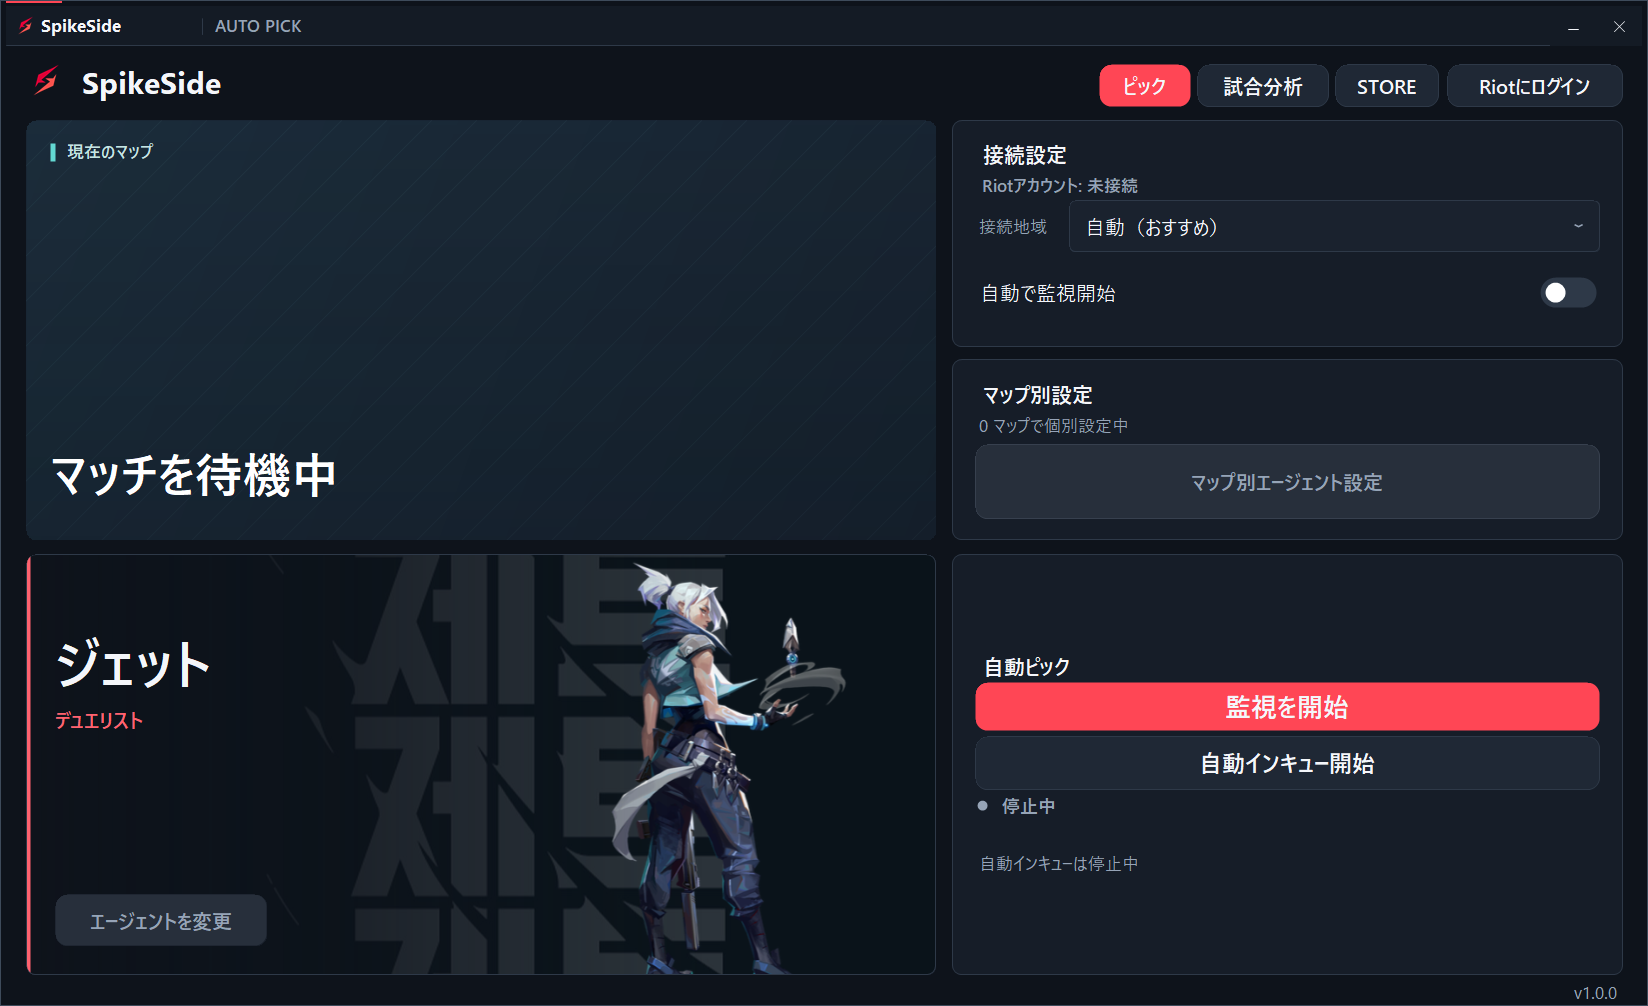 SpikeSide
AUTO PICK
SpikeSide
ピック
試合分析
STORE
Riotにログイン
現在のマップ
マッチを待機中
接続設定
Riotアカウント: 未接続
接続地域
自動（おすすめ）
自動で監視開始
マップ別設定
0 マップで個別設定中
マップ別エージェント設定
ジェット
デュエリスト
エージェントを変更
제트
제트
제트
自動ピック
監視を開始
自動インキュー開始
停止中
自動インキューは停止中
v1.0.0